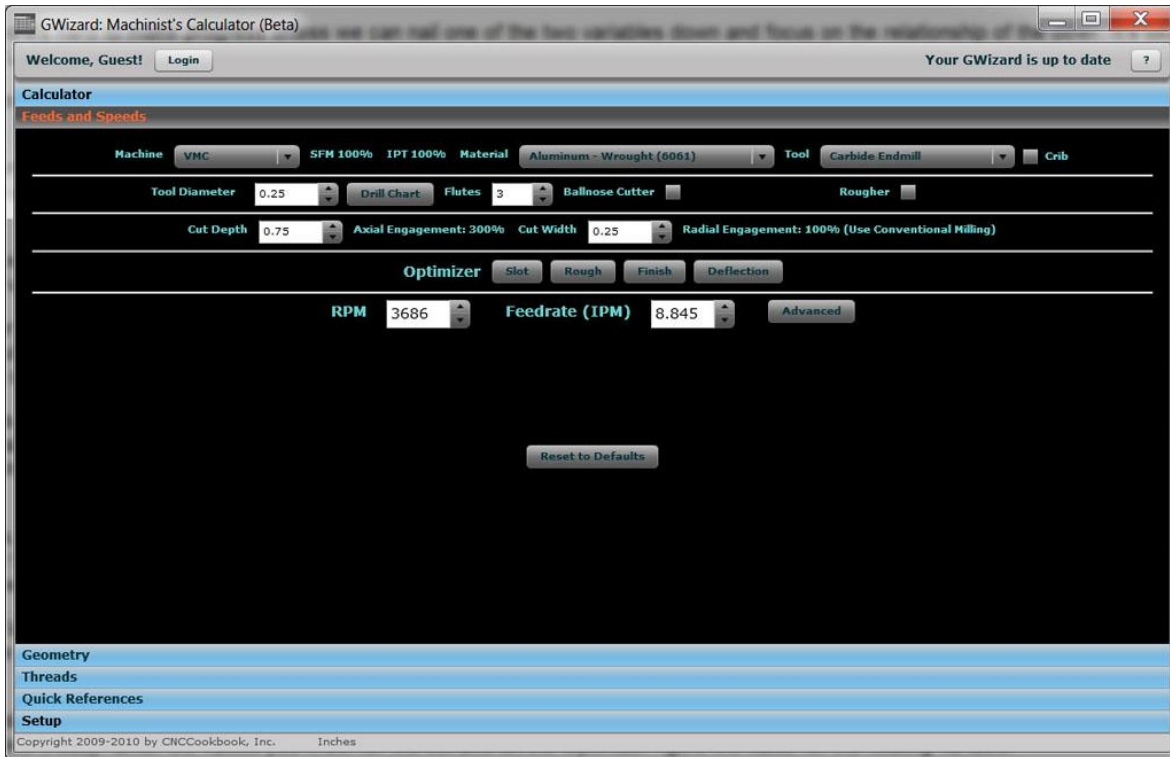 GWizard: Machinist's Calculator (Beta)
Welcome, Guest! Login Your GWizard is up to date ?
Calculator
Feeds and Speeds
Machine VMC SFM 100% IPT 100% Material Aluminum - Wrought (6061) Tool Carbide Endmill Crib
Tool Diameter 0.25 Drill Chart Flutes 3 Ballnose Cutter Rougher
Cut Depth 0.75 Axial Engagement: 300% Cut Width 0.25 Radial Engagement: 100% (Use Conventional Milling)
Optimizer Slot Rough Finish Deflection
RPM 3686 Feedrate (IPM) 8.845 Advanced
Reset to Defaults
Geometry
Threads
Quick References
Setup
Copyright 2009-2010 by CNCCookbook, Inc. Inches